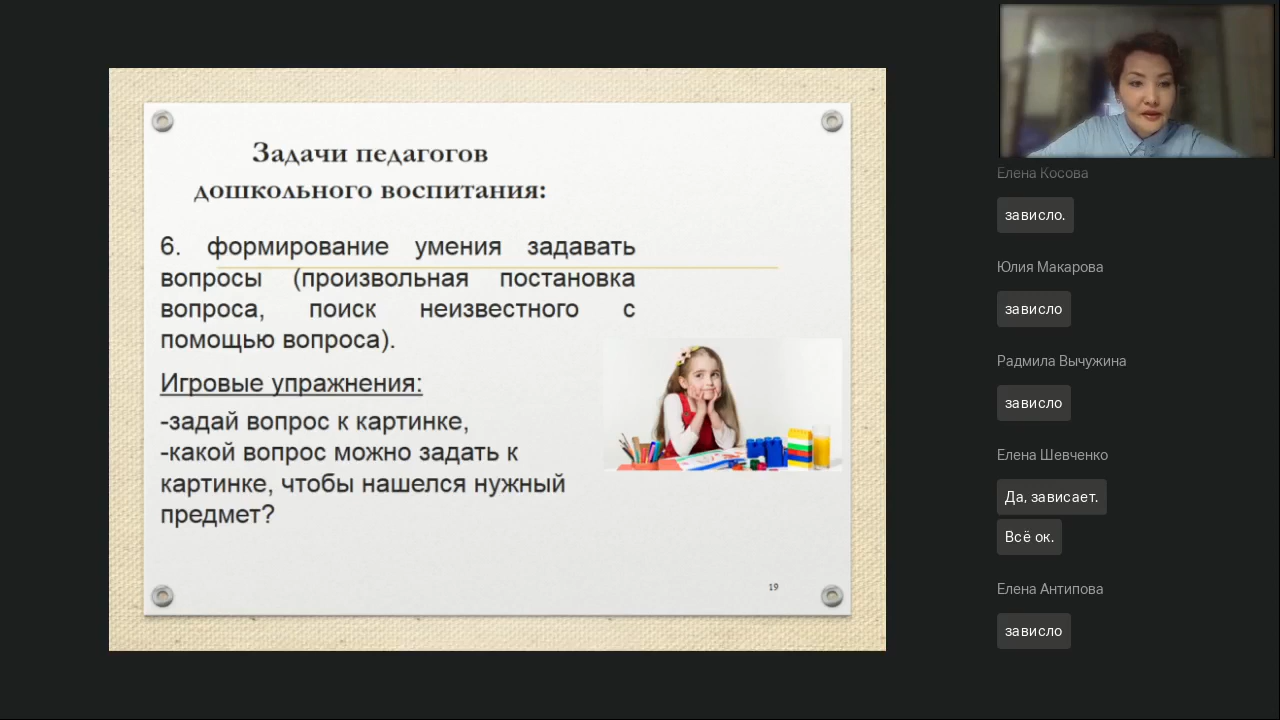 Задачи педагогов
дошкольного воспитания:
6. формирование умения задавать
вопросы (произвольная постановка
вопроса, поиск неизвестного с
помощью вопроса).
Игровые упражнения:
-задай вопрос к картинке,
-какой вопрос можно задать к
картинке, чтобы нашелся нужный
предмет?
19
Елена Косова
зависло.
Юлия Макарова
зависло
Радмила Вычужина
зависло
Елена Шевченко
Да, зависает.
Всё ок.
Елена Антипова
зависло